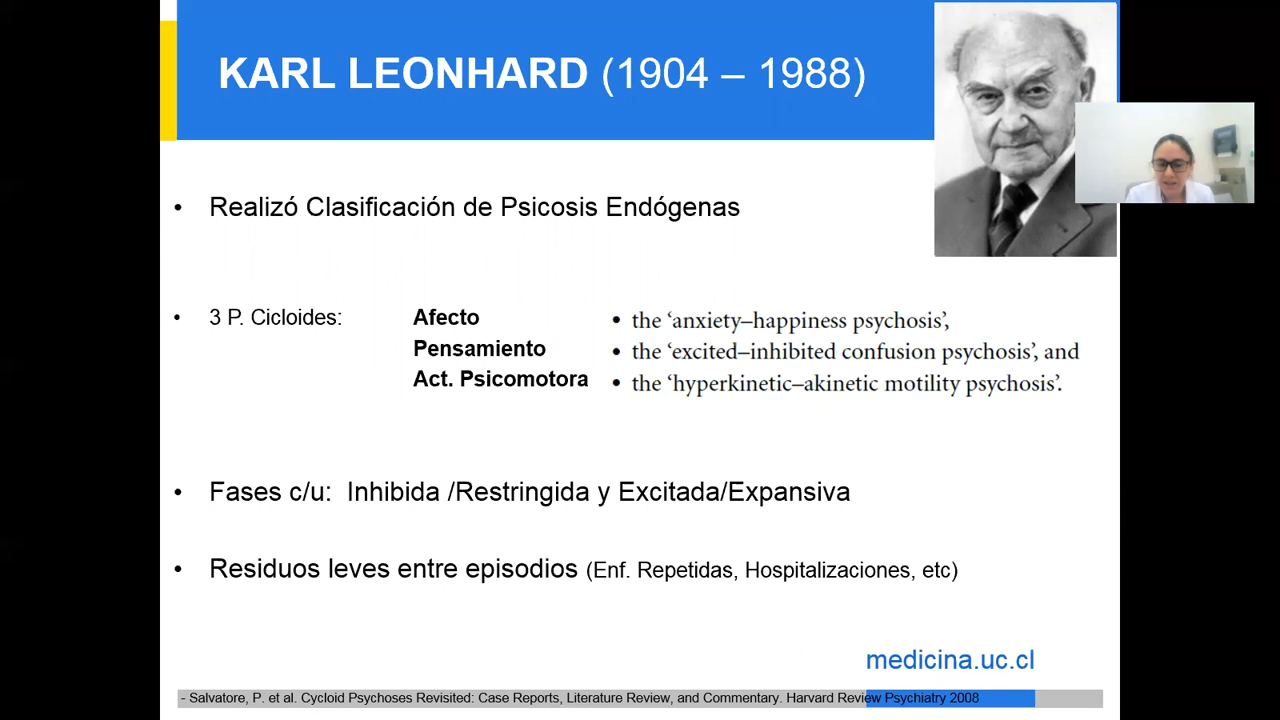 KARL LEONHARD (1904 – 1988)
• Realizó Clasificación de Psicosis Endógenas
• 3 P. Cicloides: Afecto • the ‘anxiety–happiness psychosis’,
Pensamiento • the ‘excited–inhibited confusion psychosis’, and
Act. Psicomotora • the ‘hyperkinetic–akinetic motility psychosis’.
• Fases c/u: Inhibida /Restringida y Excitada/Expansiva
• Residuos leves entre episodios (Enf. Repetidas, Hospitalizaciones, etc)
medicina.uc.cl
- Salvatore, P. et al. Cycloid Psychoses Revisited: Case Reports, Literature Review, and Commentary. Harvard Review Psychiatry 2008